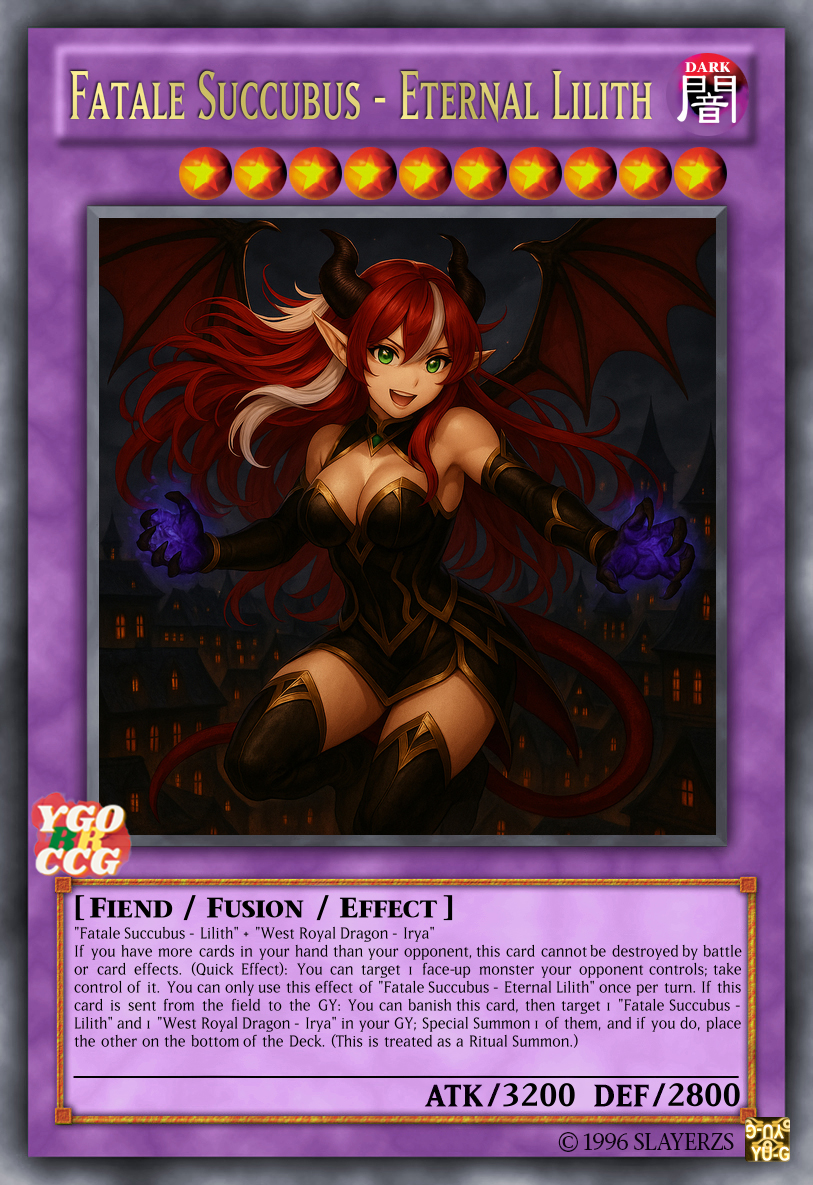 Fatale Succubus - Eternal Lilith
DARK
闇
YGO
RR
CCG
[ Fiend / Fusion / Effect ]
"Fatale Succubus - Lilith" + "West Royal Dragon - Irya"
If you have more cards in your hand than your opponent, this card cannot be destroyed by battle
or card effects. (Quick Effect): You can target 1 face-up monster your opponent controls; take
control of it. You can only use this effect of "Fatale Succubus - Eternal Lilith" once per turn. If this
card is sent from the field to the GY: You can banish this card, then target 1 "Fatale Succubus -
Lilith" and 1 "West Royal Dragon - Irya" in your GY; Special Summon 1 of them, and if you do, place
the other on the bottom of the Deck. (This is treated as a Ritual Summon.)
ATK/3200 DEF/2800
© 1996 SLAYERZS